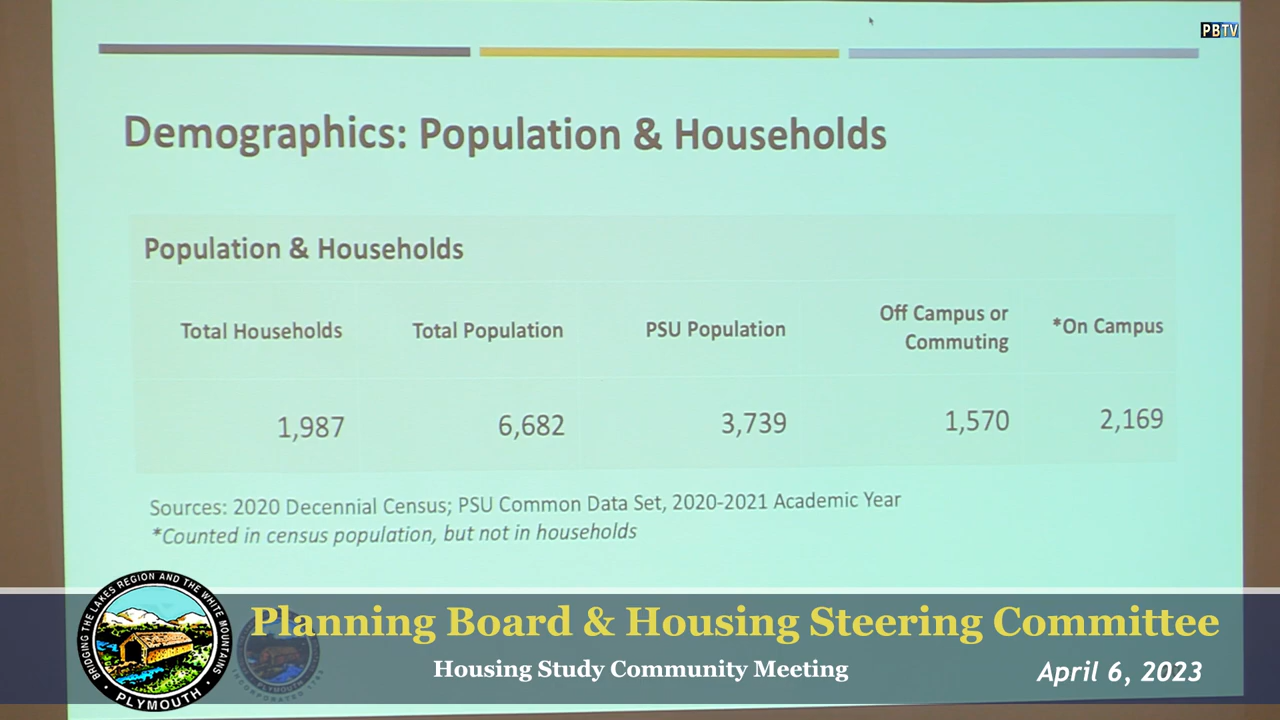 PBTV
Demographics: Population & Households
Population & Households
Total Households
Total Population
PSU Population
Off Campus or
Commuting
*On Campus
1,987
6,682
3,739
1,570
2,169
Sources: 2020 Decennial Census; PSU Common Data Set, 2020-2021 Academic Year
*Counted in census population, but not in households
BRIDGING THE LAKES REGION AND THE WHITE MOUNTAINS
PLYMOUTH
Planning Board & Housing Steering Committee
Housing Study Community Meeting
April 6, 2023